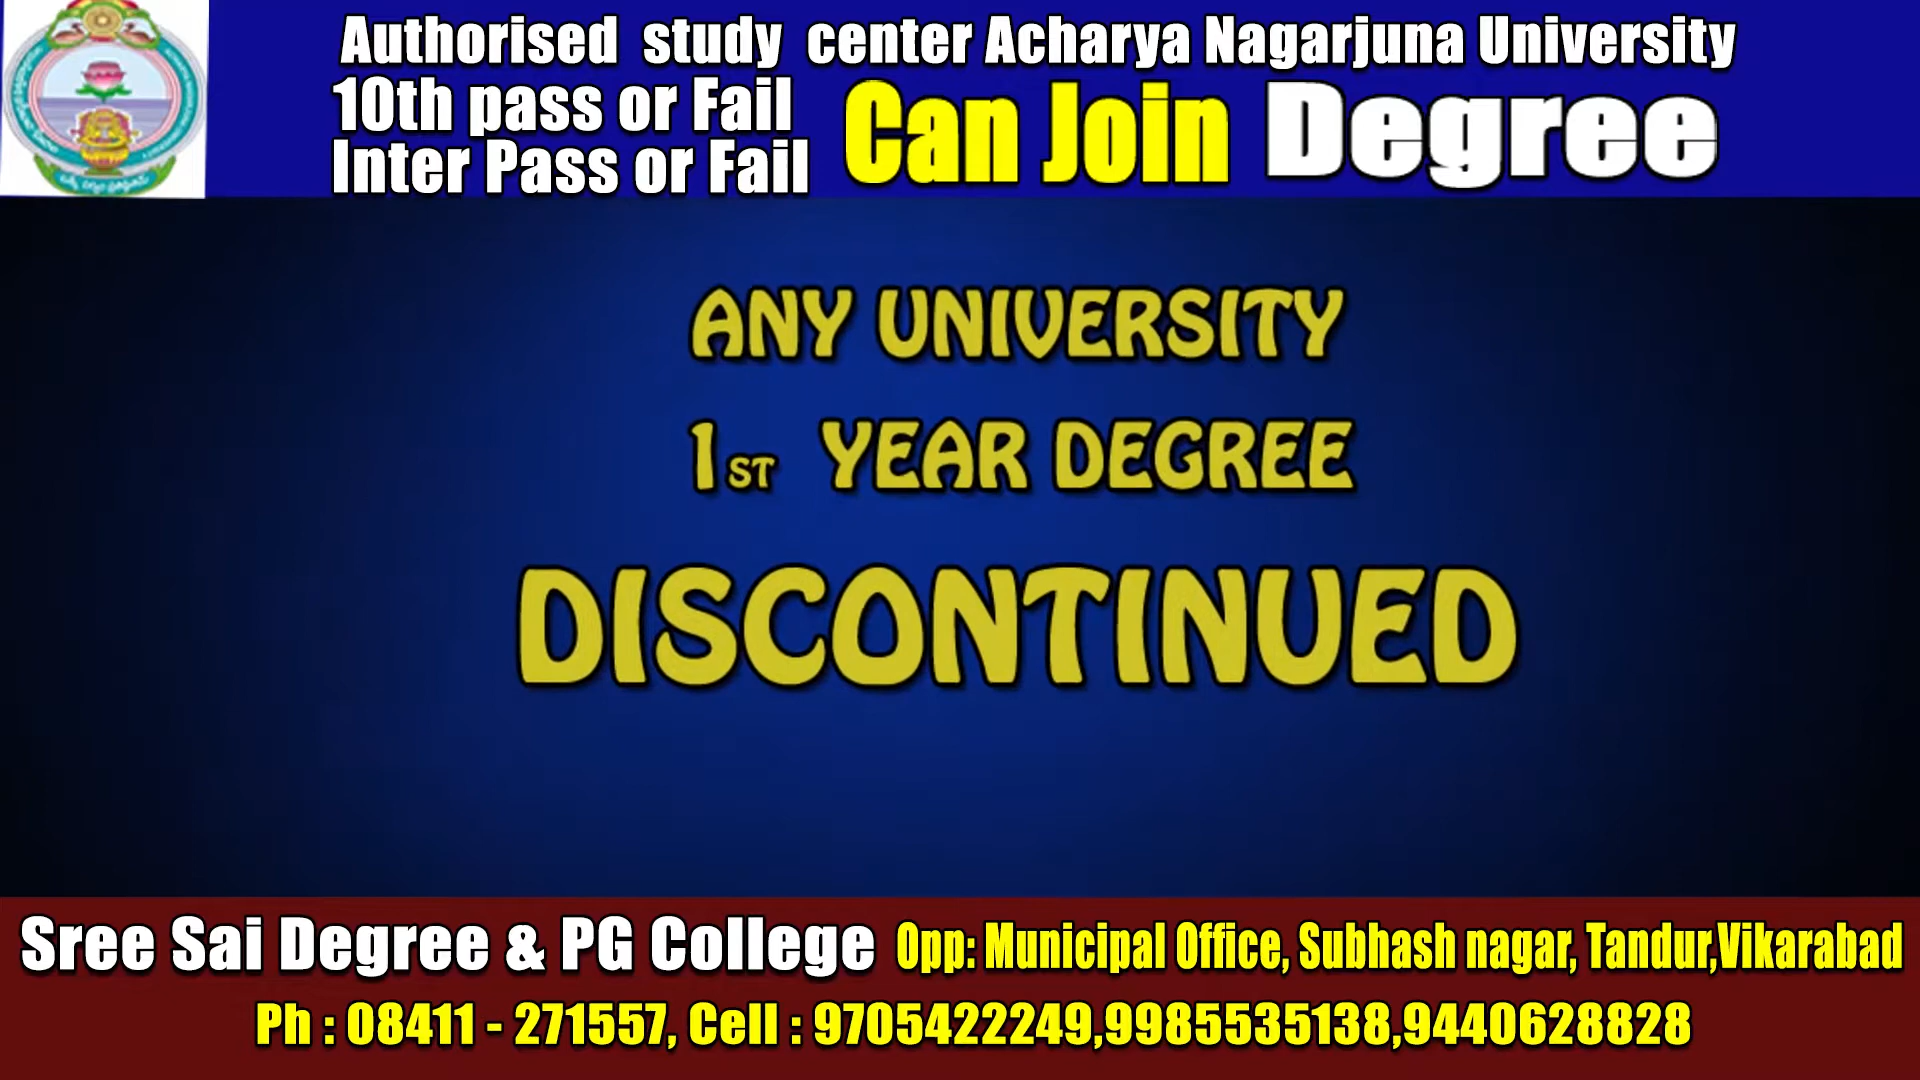 Authorised study center Acharya Nagarjuna University
10th pass or Fail
Inter Pass or Fail
Can Join Degree
ANY UNIVERSITY
1ST YEAR DEGREE
DISCONTINUED
Sree Sai Degree & PG College Opp: Municipal Office, Subhash nagar, Tandur,Vikarabad
Ph : 08411 - 271557, Cell : 9705422249,9985535138,9440628828